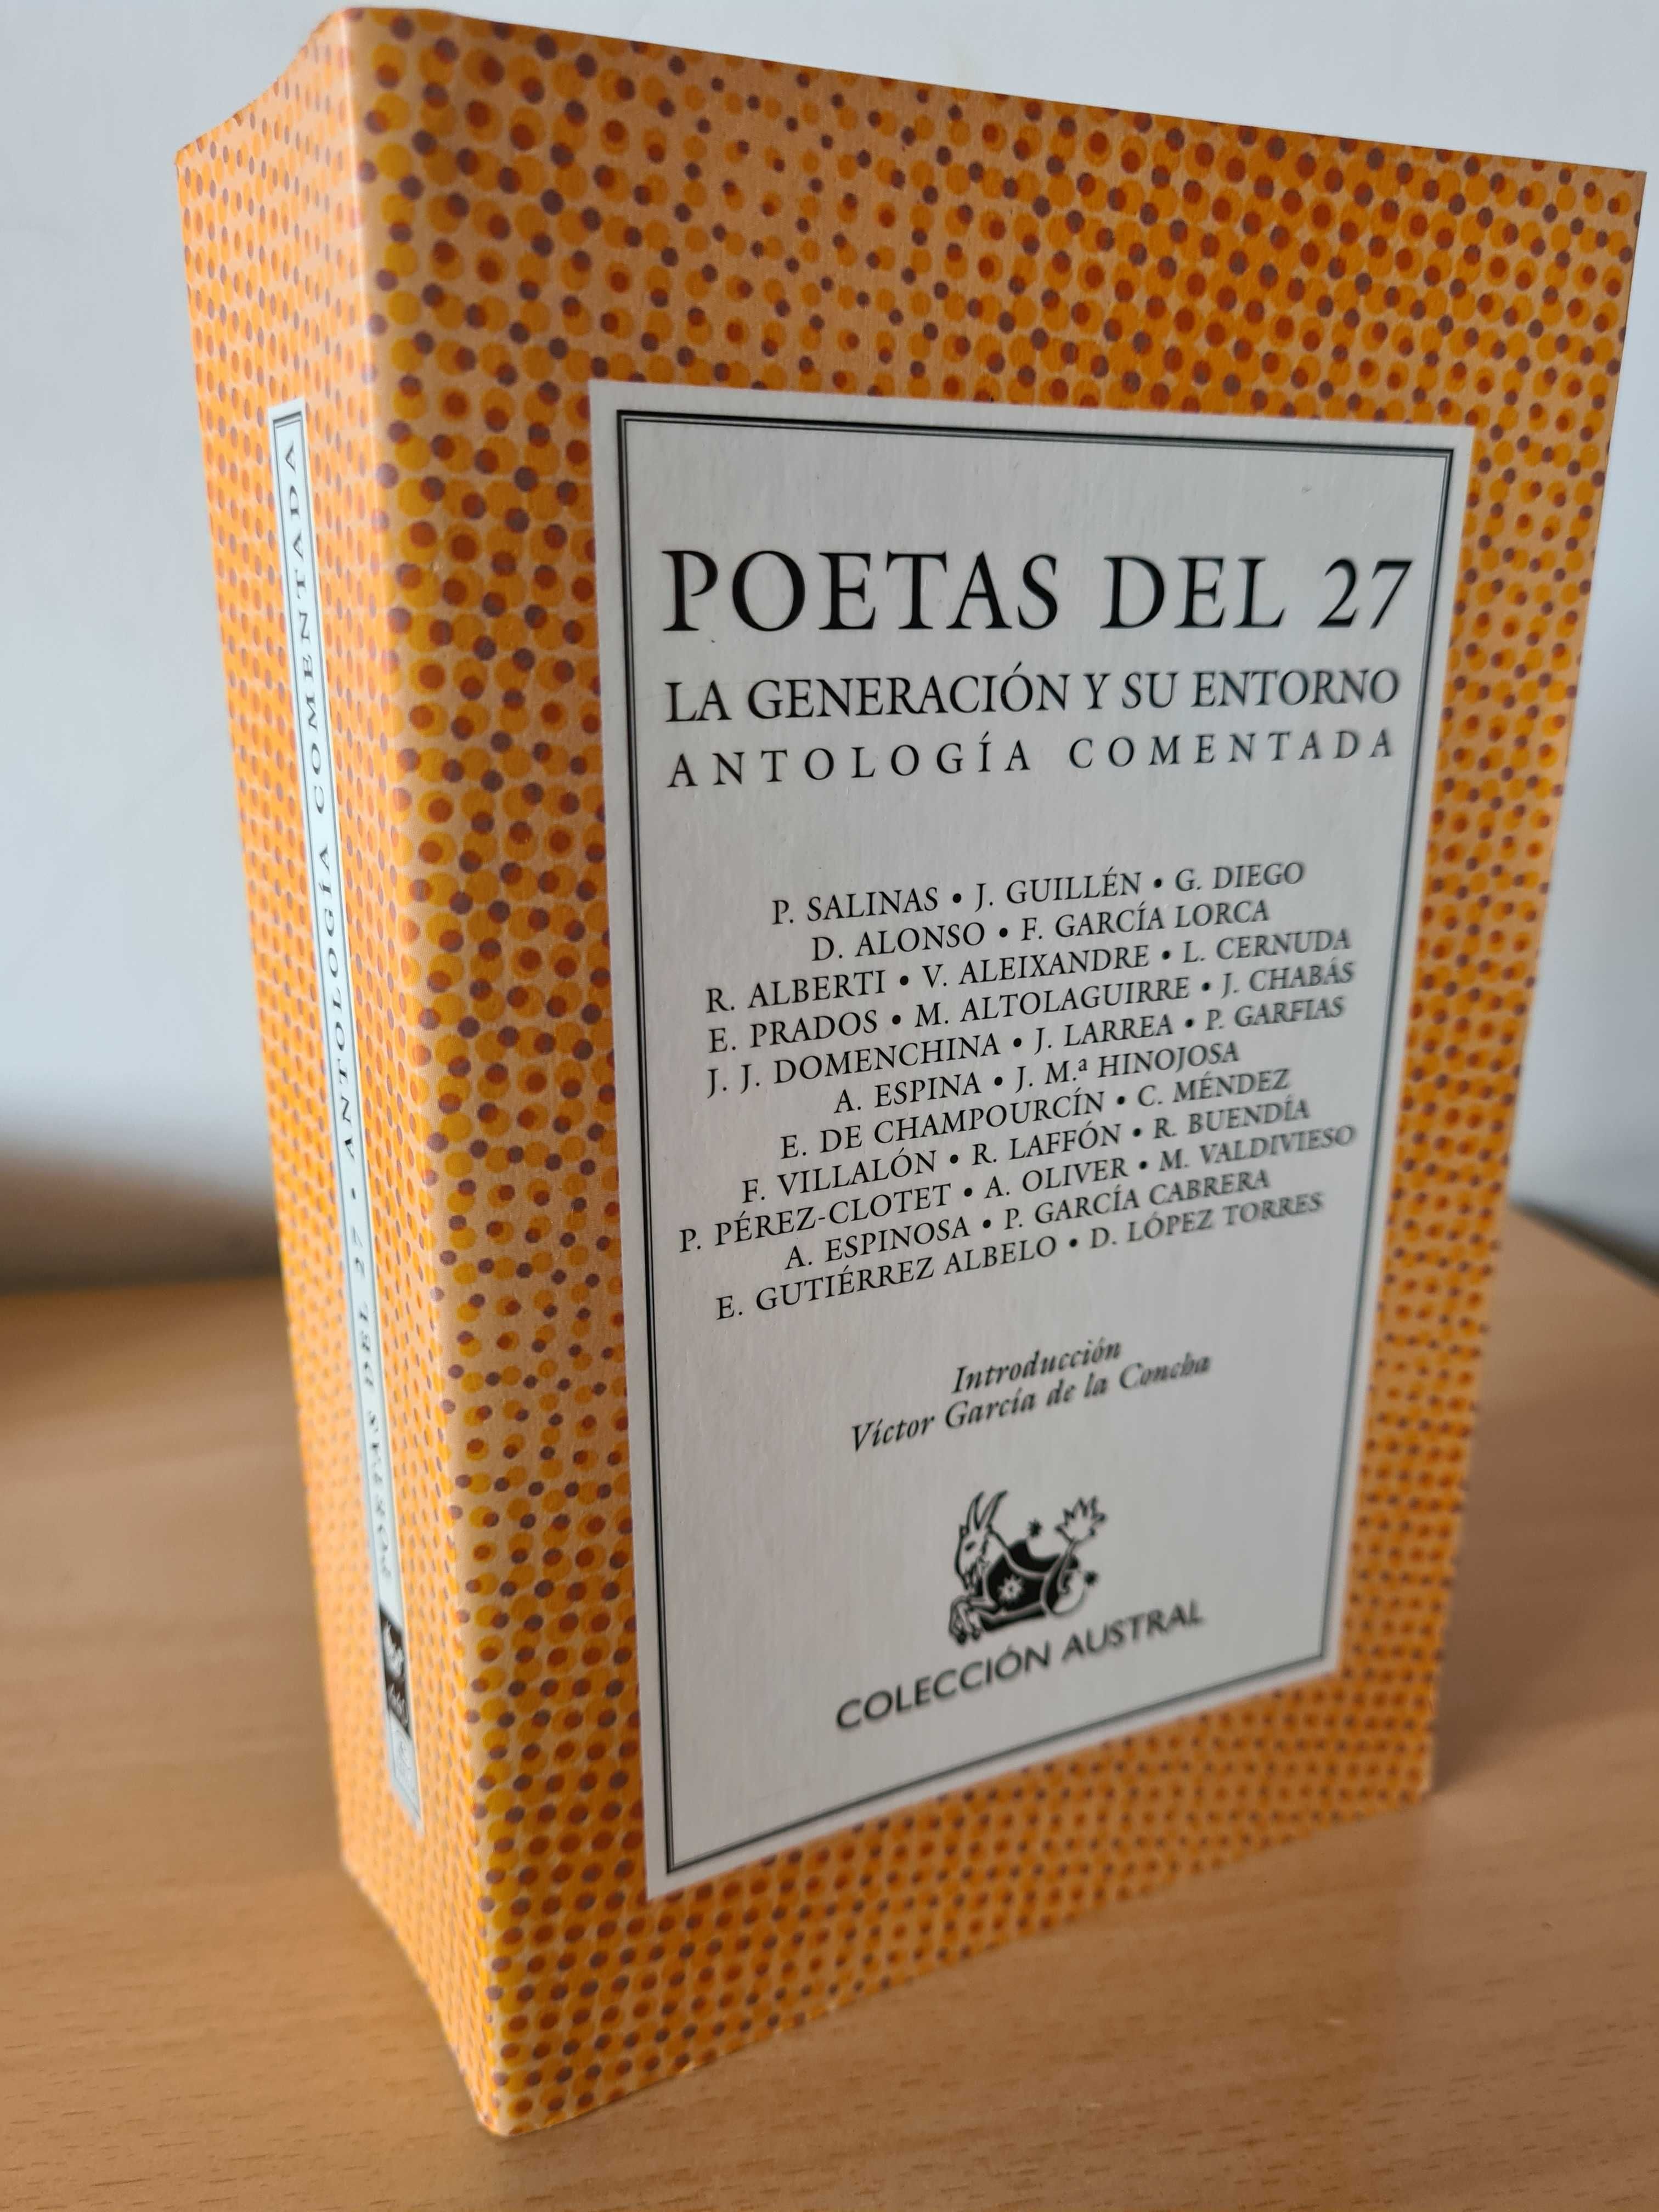 POETAS DEL 27 • ANTOLOGÍA COMENTADA
POETAS DEL 27
LA GENERACIÓN Y SU ENTORNO
ANTOLOGÍA COMENTADA
P. SALINAS • J. GUILLÉN • G. DIEGO
D. ALONSO • F. GARCÍA LORCA
R. ALBERTI • V. ALEIXANDRE • L. CERNUDA
E. PRADOS • M. ALTOLAGUIRRE • J. CHABÁS
J. J. DOMENCHINA • J. LARREA • P. GARFIAS
A. ESPINA • J. M.ª HINOJOSA
E. DE CHAMPOURCÍN • C. MÉNDEZ
F. VILLALÓN • R. LAFFÓN • R. BUENDÍA
P. PÉREZ-CLOTET • A. OLIVER • M. VALDIVIESO
A. ESPINOSA • P. GARCÍA CABRERA
E. GUTIÉRREZ ALBELO • D. LÓPEZ TORRES
Introducción
Víctor García de la Concha
COLECCIÓN AUSTRAL